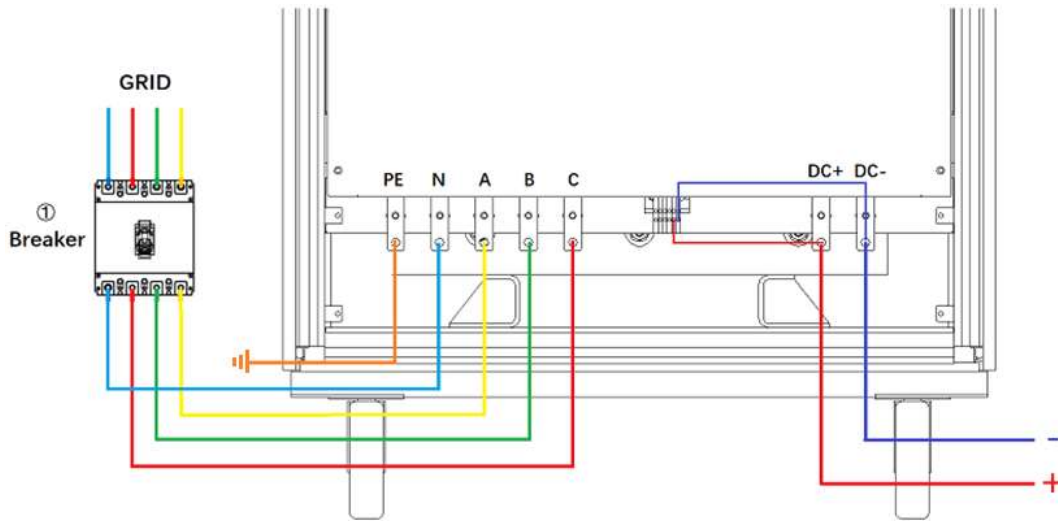 GRID
①
Breaker
PE N A B C
DC+ DC-
-
+